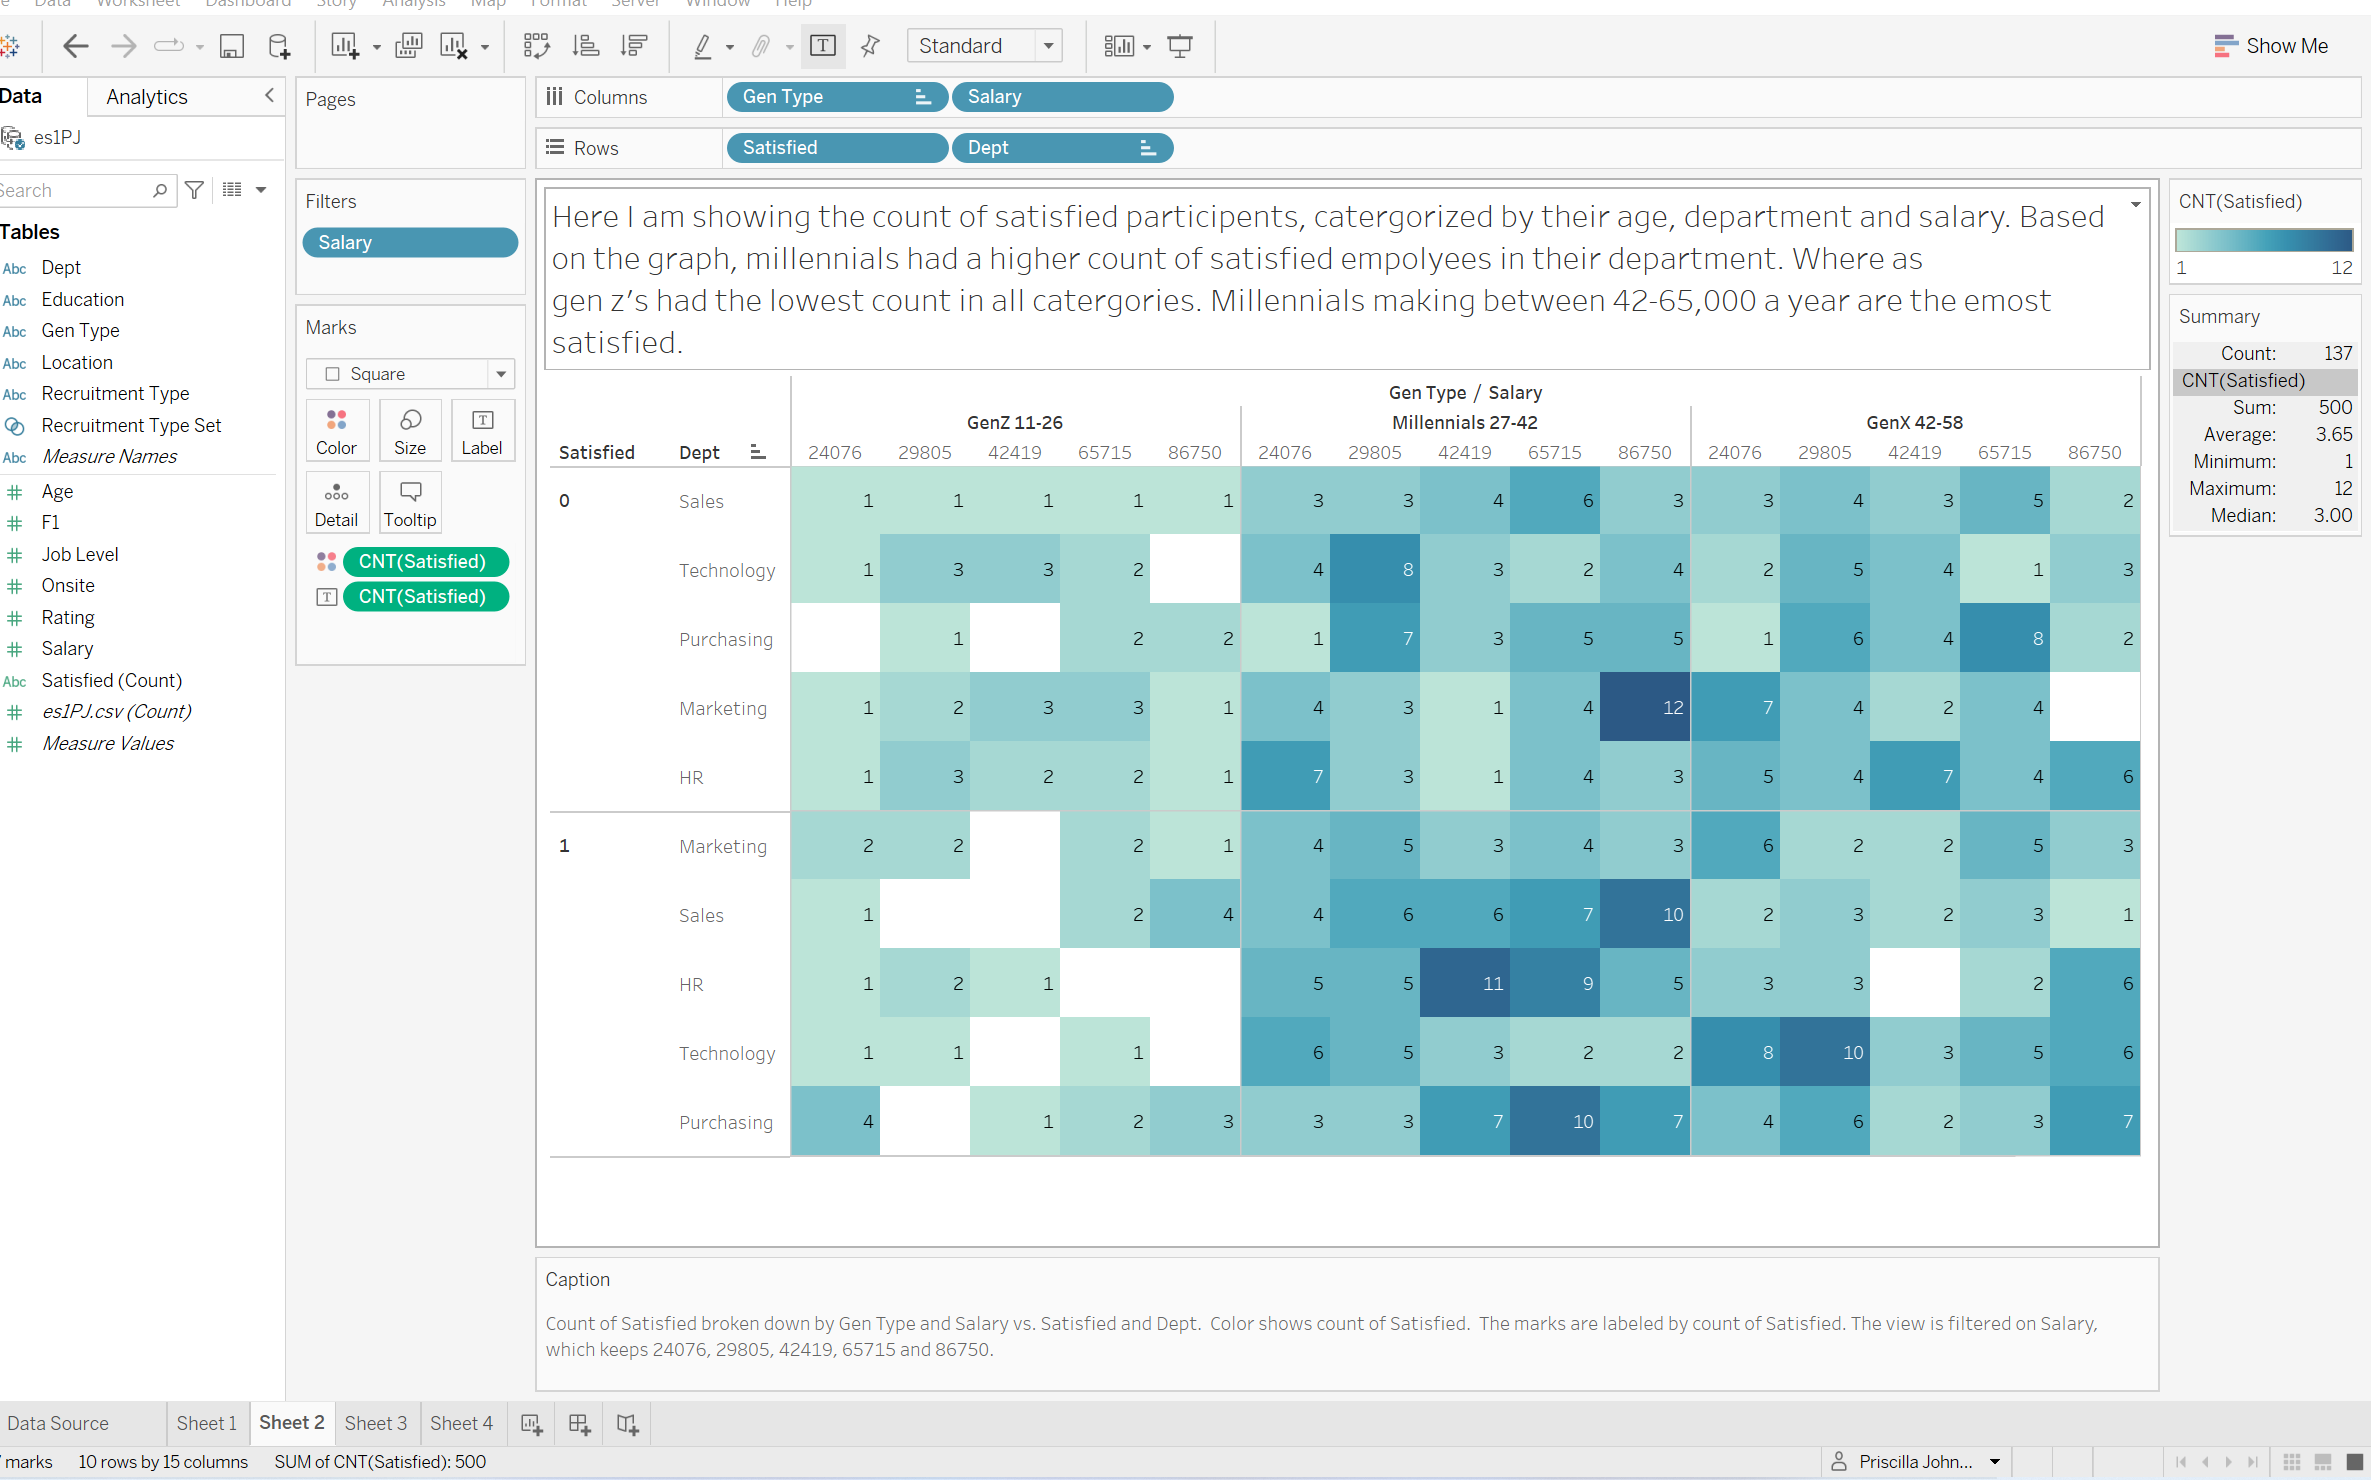 Data Worksheet Dashboard Story Analysis Map Format Server Window Help
Standard
Show Me
Data Analytics
es1PJ
Search
Tables
Abc Dept
Abc Education
Abc Gen Type
Abc Location
Abc Recruitment Type
Recruitment Type Set
Abc Measure Names
# Age
# F1
# Job Level
# Onsite
# Rating
# Salary
Abc Satisfied (Count)
# es1PJ.csv (Count)
# Measure Values
Pages
Filters
Salary
Marks
Square
Color Size Label
Detail Tooltip
CNT(Satisfied)
CNT(Satisfied)
Columns Gen Type Salary
Rows Satisfied Dept
Here I am showing the count of satisfied participents, catergorized by their age, department and salary. Based
on the graph, millennials had a higher count of satisfied empolyees in their department. Where as
gen z's had the lowest count in all catergories. Millennials making between 42-65,000 a year are the emost
satisfied.
Gen Type / Salary
GenZ 11-26 Millennials 27-42 GenX 42-58
Satisfied Dept 24076 29805 42419 65715 86750 24076 29805 42419 65715 86750 24076 29805 42419 65715 86750
0 Sales 1 1 1 1 1 3 3 4 6 3 3 4 3 5 2
Technology 1 3 3 2 4 8 3 2 4 2 5 4 1 3
Purchasing 1 2 2 1 7 3 5 5 1 6 4 8 2
Marketing 1 2 3 3 1 4 3 1 4 12 7 4 2 4
HR 1 3 2 2 1 7 3 1 4 3 5 4 7 4 6
1 Marketing 2 2 2 1 4 5 3 4 3 6 2 2 5 3
Sales 1 2 4 4 6 6 7 10 2 3 2 3 1
HR 1 2 1 5 5 11 9 5 3 3 2 6
Technology 1 1 1 6 5 3 2 2 8 10 3 5 6
Purchasing 4 1 2 3 3 3 7 10 7 4 6 2 3 7
CNT(Satisfied)
1 12
Summary
Count: 137
CNT(Satisfied)
Sum: 500
Average: 3.65
Minimum: 1
Maximum: 12
Median: 3.00
Caption
Count of Satisfied broken down by Gen Type and Salary vs. Satisfied and Dept. Color shows count of Satisfied. The marks are labeled by count of Satisfied. The view is filtered on Salary,
which keeps 24076, 29805, 42419, 65715 and 86750.
Data Source Sheet 1 Sheet 2 Sheet 3 Sheet 4
marks 10 rows by 15 columns SUM of CNT(Satisfied): 500
Priscilla John...